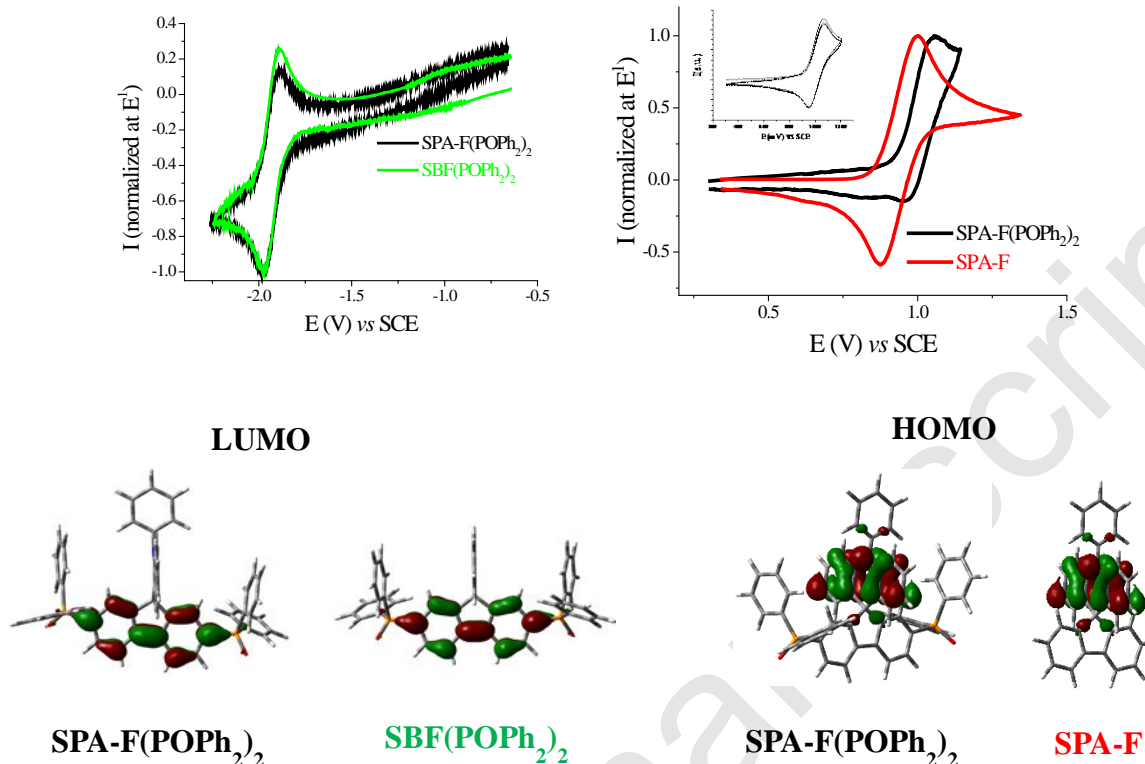 0.4
0.2
0.0
-0.2
-0.4
-0.6
-0.8
-1.0
I (normalized at E¹)
SPA-F(POPh₂)₂
SBF(POPh₂)₂
-2.0
-1.5
-1.0
-0.5
E (V) vs SCE
1.0
0.5
0.0
-0.5
I (normalized at E¹)
SPA-F(POPh₂)₂
SPA-F
0.5
1.0
1.5
E (V) vs SCE
LUMO
HOMO
SPA-F(POPh₂)₂
SBF(POPh₂)₂
SPA-F(POPh₂)₂
SPA-F